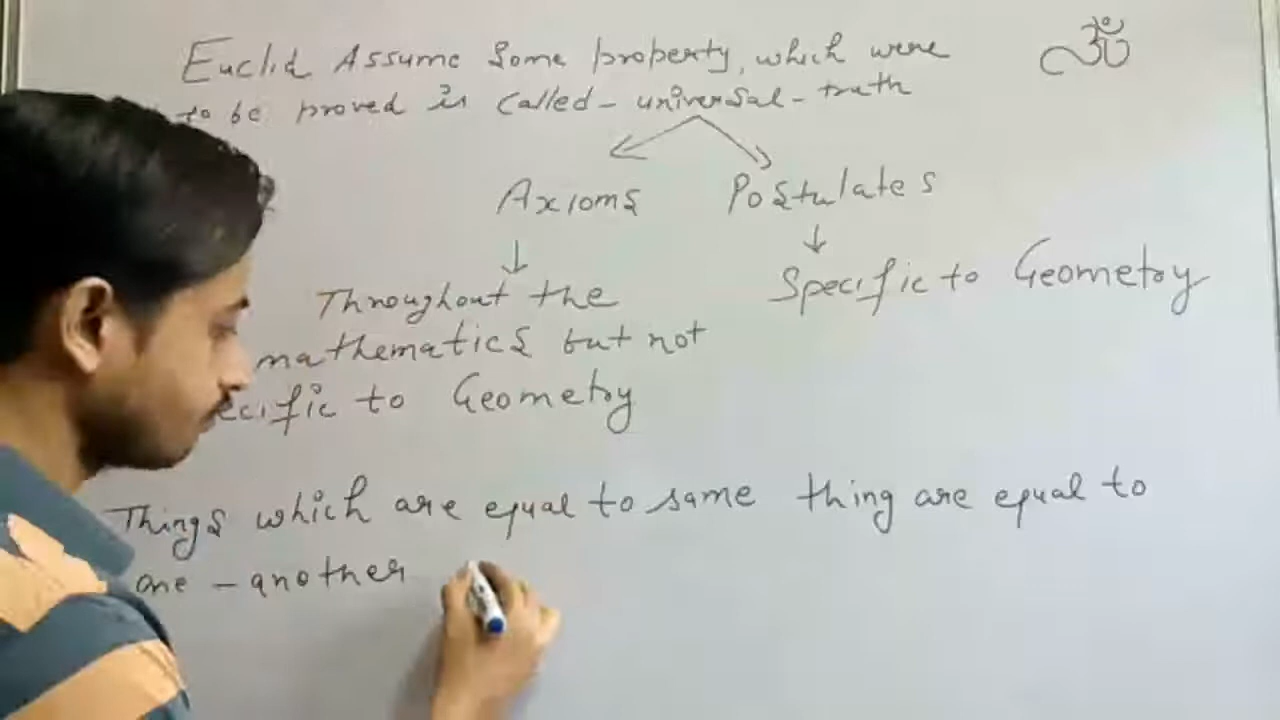 ॐ
Euclid Assume Some property, which were
to be proved is called - universal - truth
Axioms Postulates
Throughout the Specific to Geometry
mathematics but not
ecific to Geometry
Things which are equal to same thing are equal to
one - another